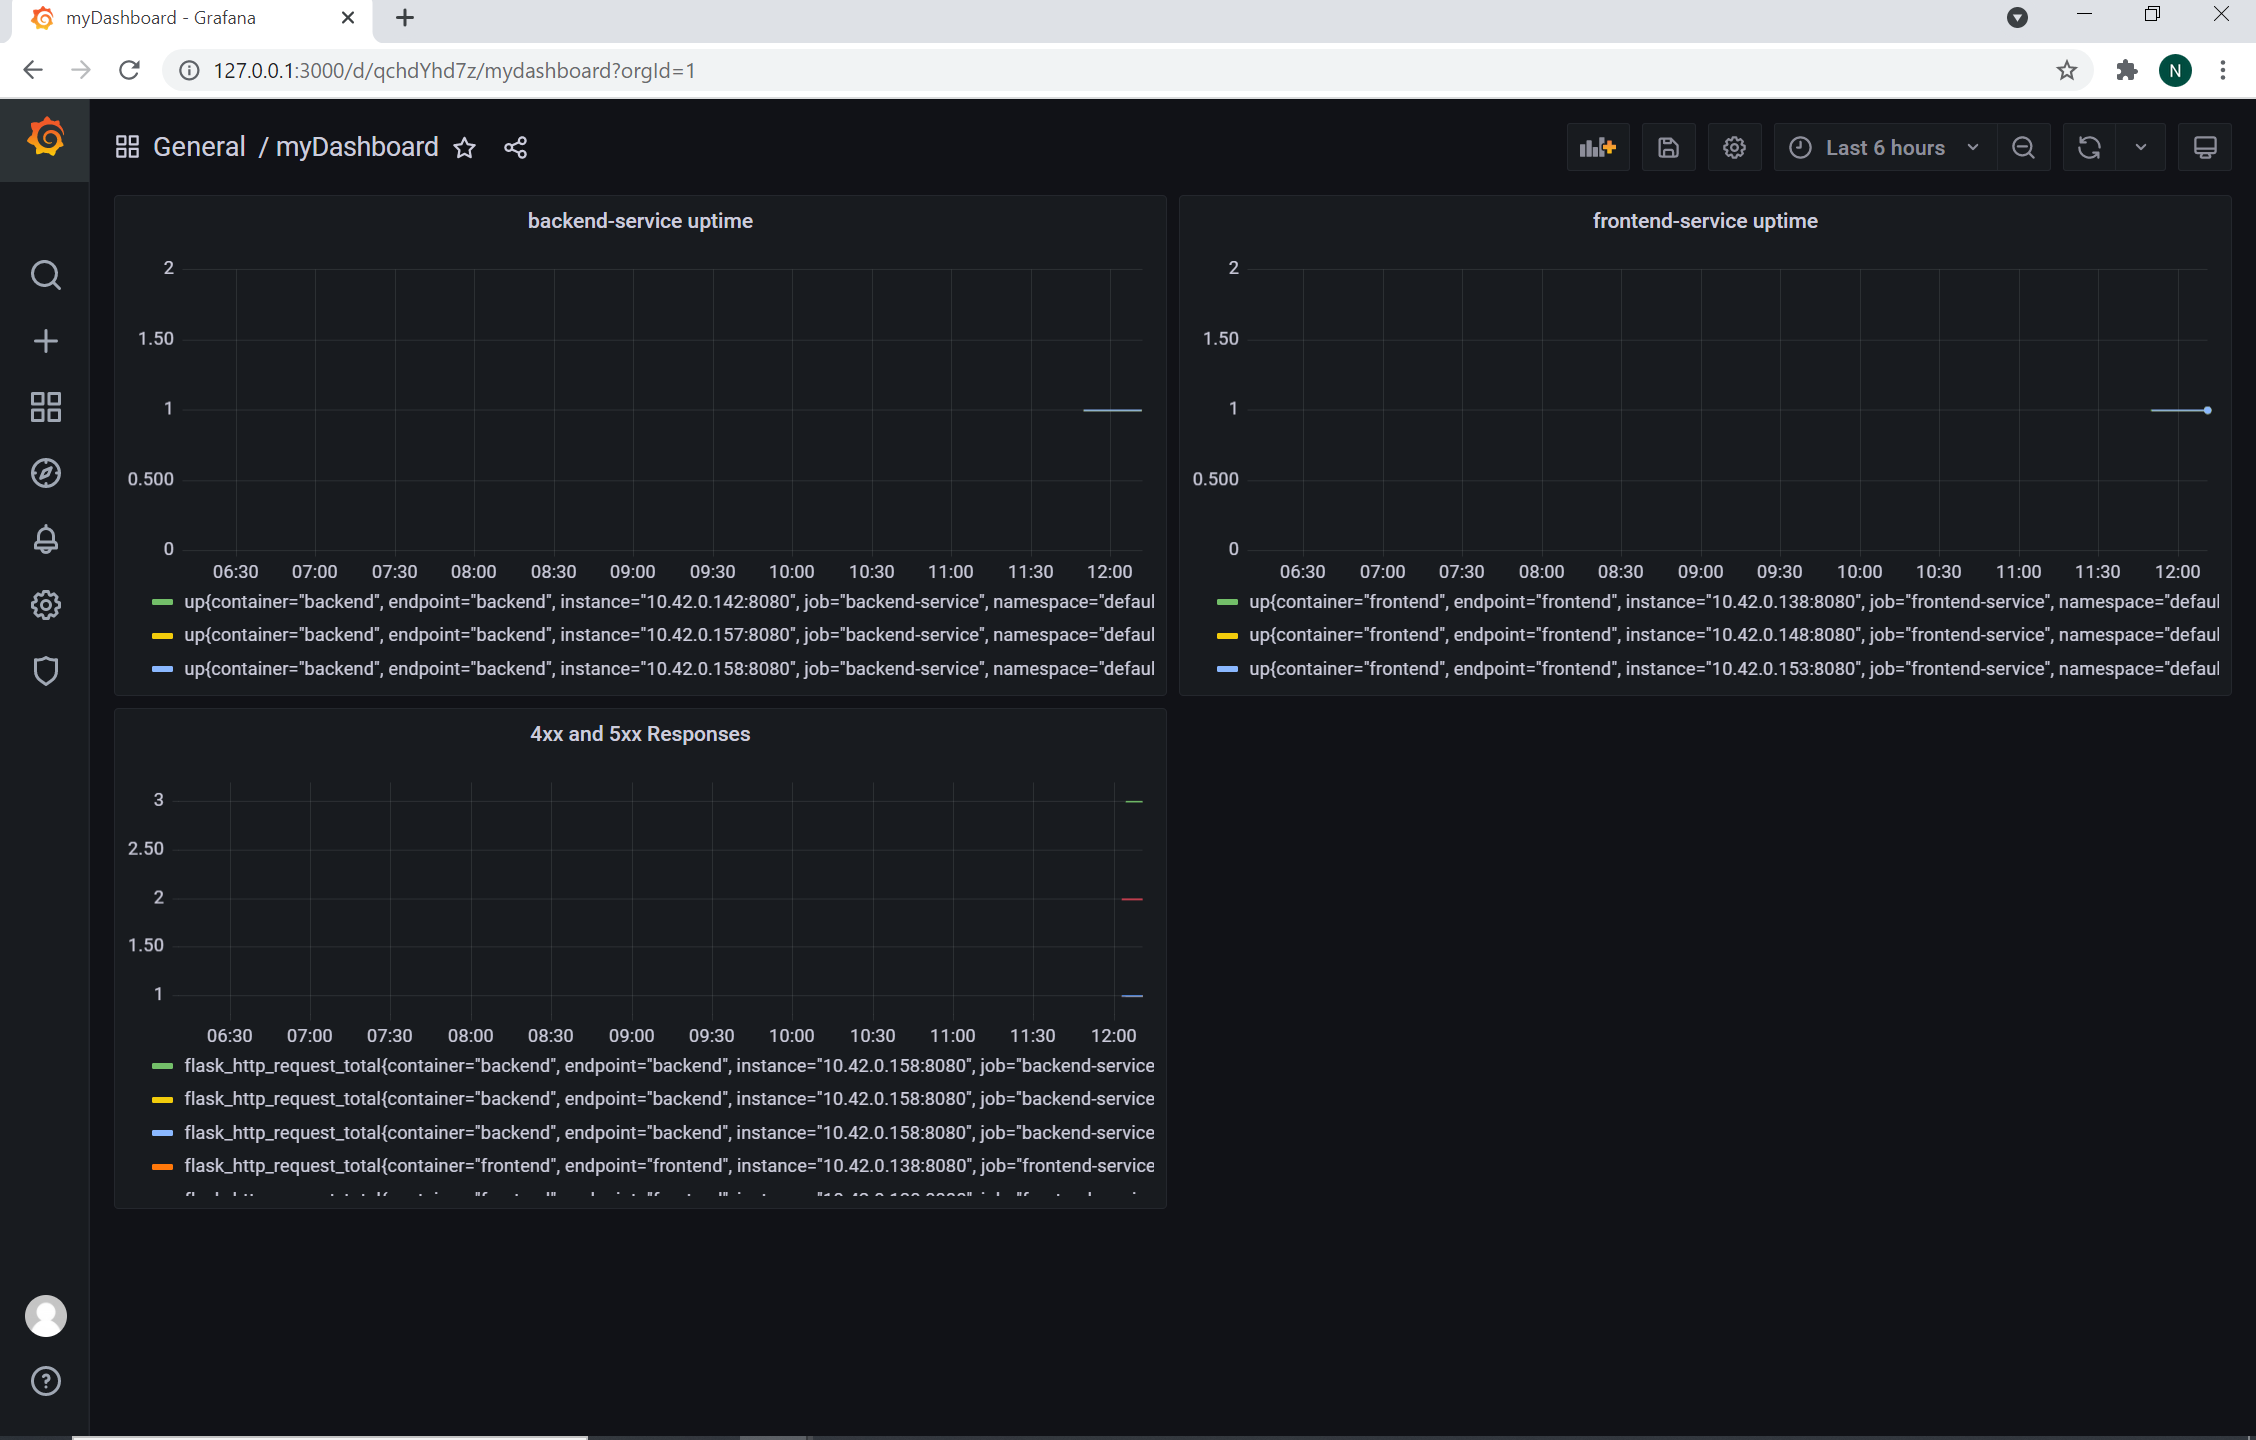 myDashboard - Grafana
127.0.0.1:3000/d/qchdYhd7z/mydashboard?orgId=1
N
General / myDashboard
Last 6 hours
backend-service uptime
2
1.50
1
0.500
0
06:30 07:00 07:30 08:00 08:30 09:00 09:30 10:00 10:30 11:00 11:30 12:00
up{container="backend", endpoint="backend", instance="10.42.0.142:8080", job="backend-service", namespace="defaul
up{container="backend", endpoint="backend", instance="10.42.0.157:8080", job="backend-service", namespace="defaul
up{container="backend", endpoint="backend", instance="10.42.0.158:8080", job="backend-service", namespace="defaul
frontend-service uptime
2
1.50
1
0.500
0
06:30 07:00 07:30 08:00 08:30 09:00 09:30 10:00 10:30 11:00 11:30 12:00
up{container="frontend", endpoint="frontend", instance="10.42.0.138:8080", job="frontend-service", namespace="defaul
up{container="frontend", endpoint="frontend", instance="10.42.0.148:8080", job="frontend-service", namespace="defaul
up{container="frontend", endpoint="frontend", instance="10.42.0.153:8080", job="frontend-service", namespace="defaul
4xx and 5xx Responses
3
2.50
2
1.50
1
06:30 07:00 07:30 08:00 08:30 09:00 09:30 10:00 10:30 11:00 11:30 12:00
flask_http_request_total{container="backend", endpoint="backend", instance="10.42.0.158:8080", job="backend-service
flask_http_request_total{container="backend", endpoint="backend", instance="10.42.0.158:8080", job="backend-service
flask_http_request_total{container="backend", endpoint="backend", instance="10.42.0.158:8080", job="backend-service
flask_http_request_total{container="frontend", endpoint="frontend", instance="10.42.0.138:8080", job="frontend-service